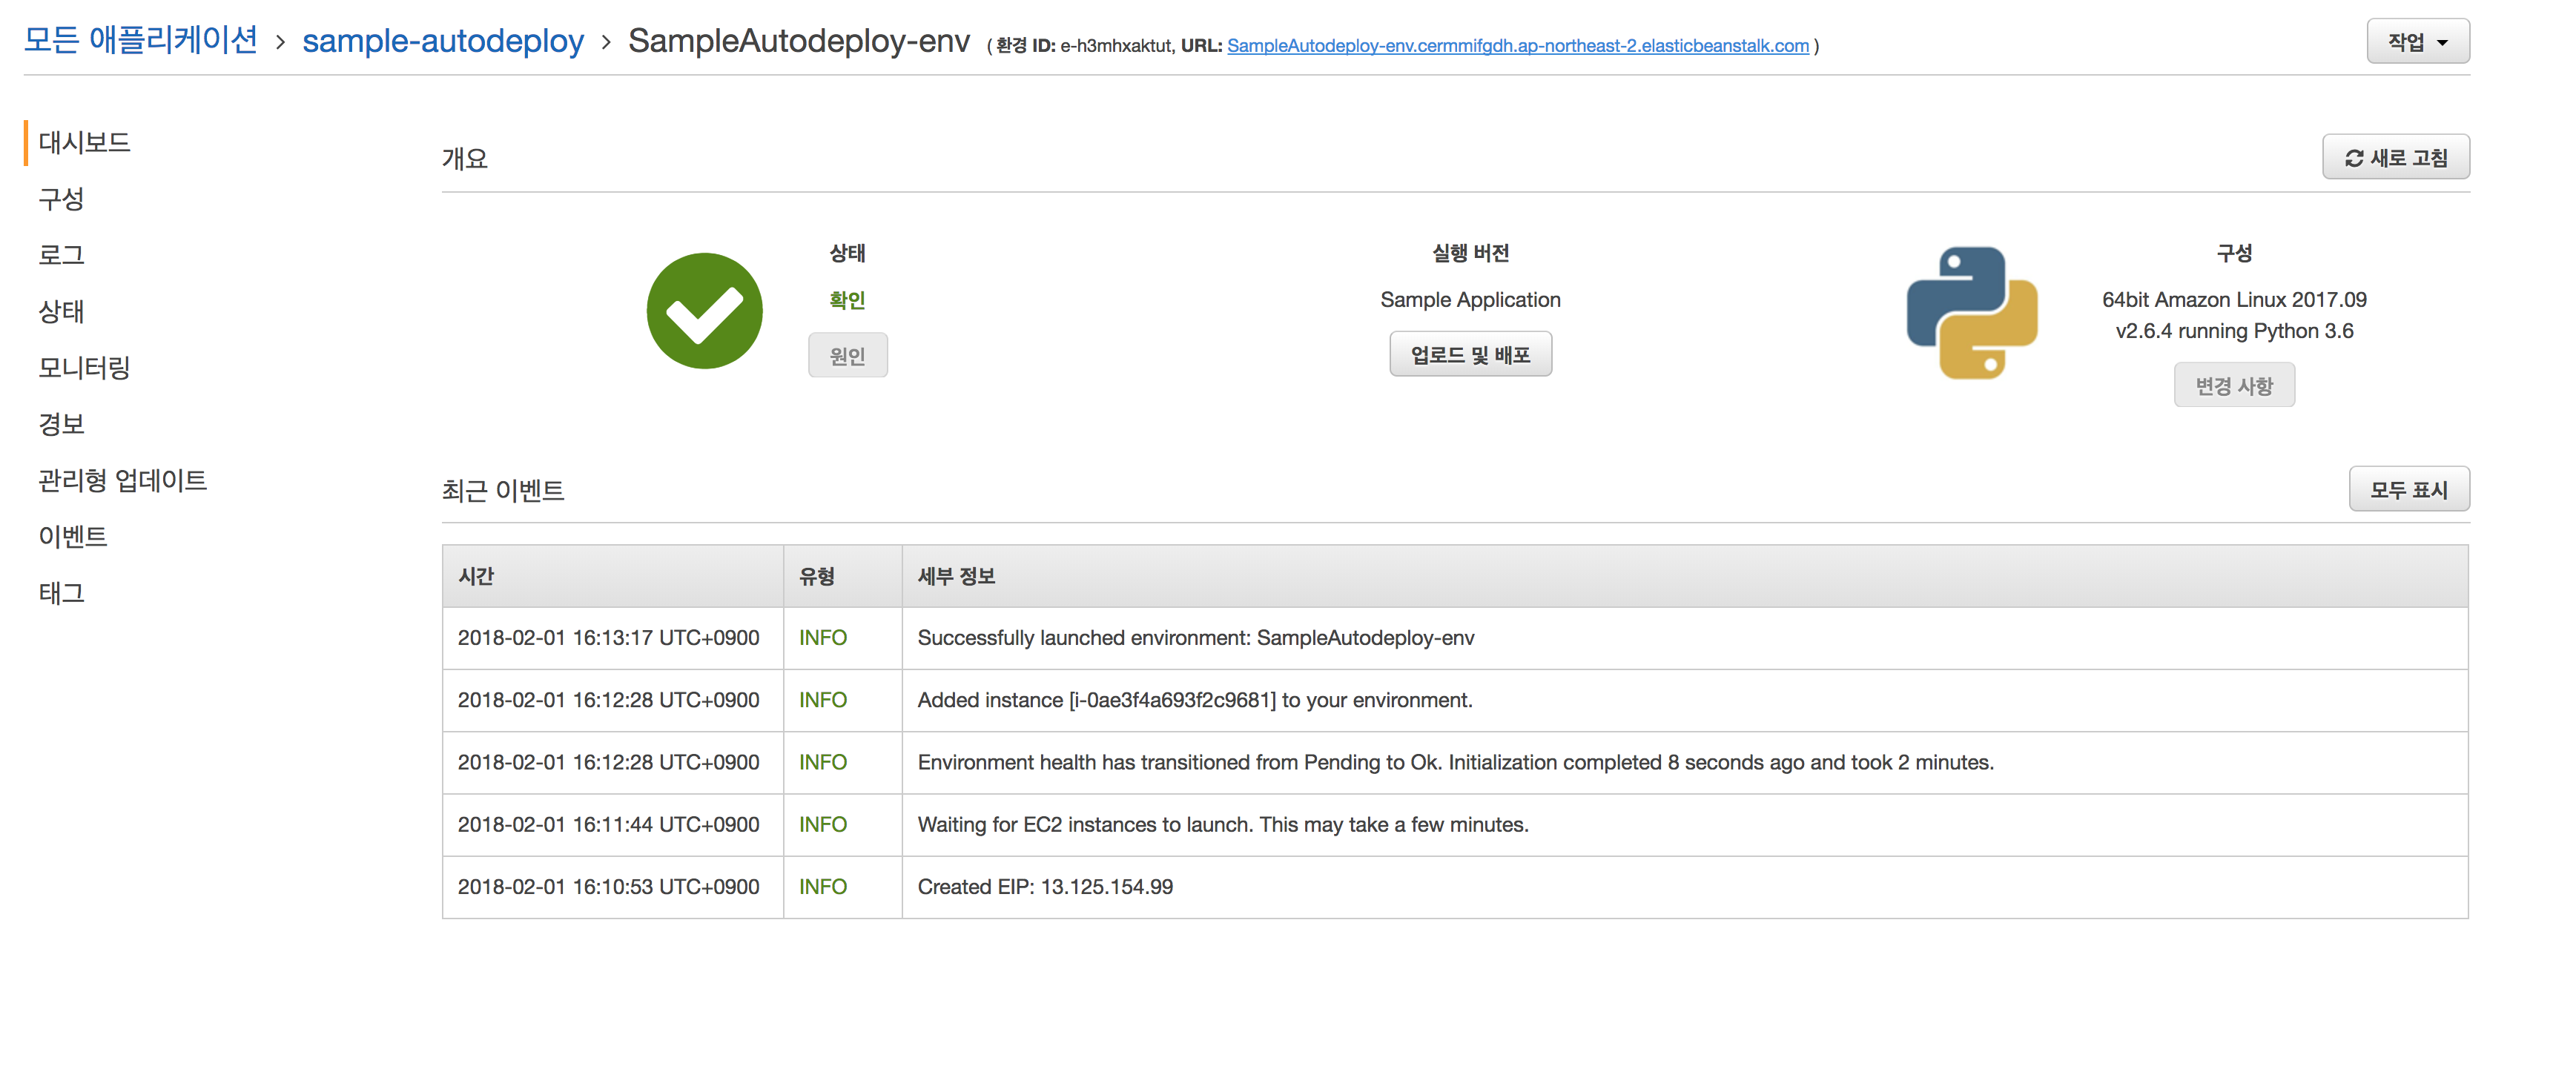 모든 애플리케이션 > sample-autodeploy > SampleAutodeploy-env ( 환경 ID: e-h3mhxaktut, URL: SampleAutodeploy-env.cermmifgdh.ap-northeast-2.elasticbeanstalk.com )
작업
대시보드
구성
로그
상태
모니터링
경보
관리형 업데이트
이벤트
태그
개요
새로 고침
상태
확인
원인
실행 버전
Sample Application
업로드 및 배포
구성
64bit Amazon Linux 2017.09
v2.6.4 running Python 3.6
변경 사항
최근 이벤트
모두 표시
시간 유형 세부 정보
2018-02-01 16:13:17 UTC+0900 INFO Successfully launched environment: SampleAutodeploy-env
2018-02-01 16:12:28 UTC+0900 INFO Added instance [i-0ae3f4a693f2c9681] to your environment.
2018-02-01 16:12:28 UTC+0900 INFO Environment health has transitioned from Pending to Ok. Initialization completed 8 seconds ago and took 2 minutes.
2018-02-01 16:11:44 UTC+0900 INFO Waiting for EC2 instances to launch. This may take a few minutes.
2018-02-01 16:10:53 UTC+0900 INFO Created EIP: 13.125.154.99